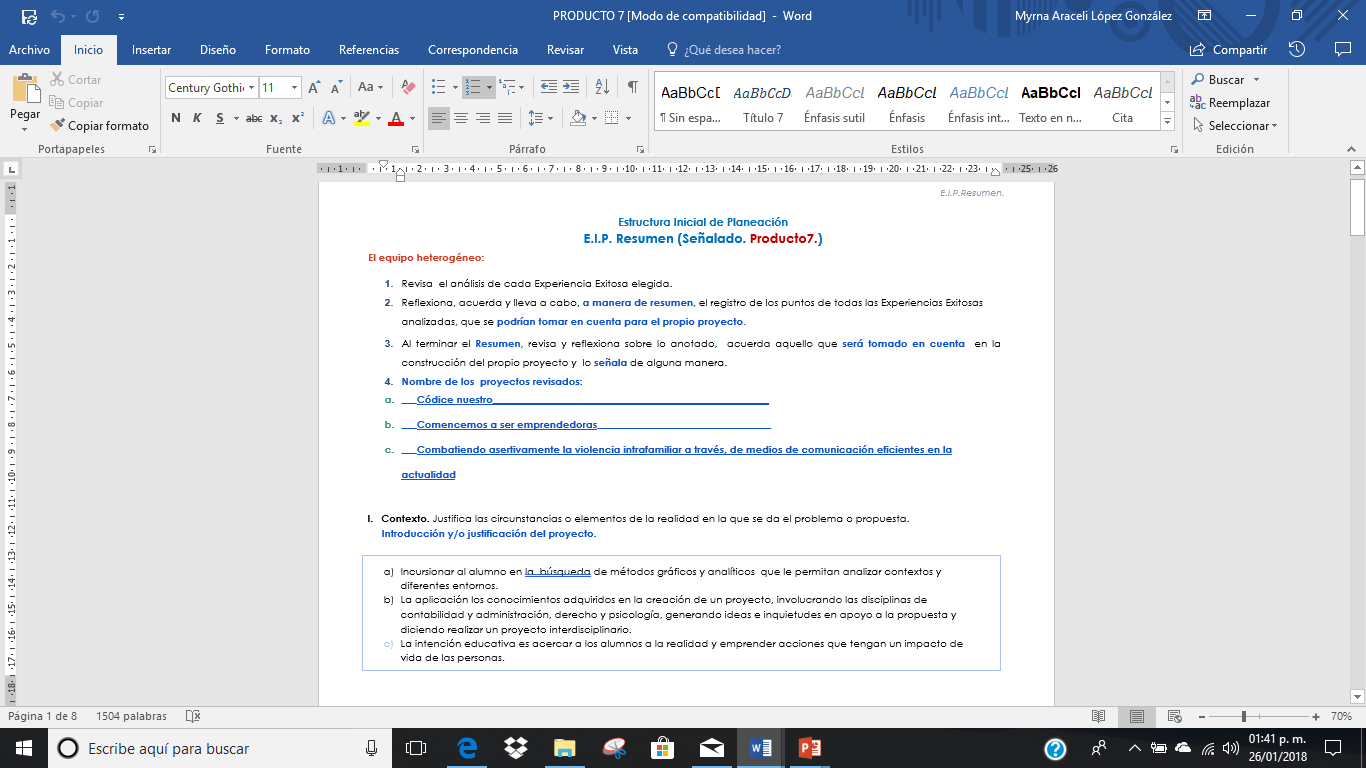 PRODUCTO 7 [Modo de compatibilidad] - Word
Myrna Araceli López González
Archivo Inicio Insertar Diseño Formato Referencias Correspondencia Revisar Vista ¿Qué desea hacer? Compartir
Pegar
Cortar
Copiar
Copiar formato
Portapapeles
Century Gothi 11
N K S abc x₂ x²
Fuente
Párrafo
AaBbCcD AaBbCcD AaBbCcL AaBbCcL AaBbCcL AaBbCcI AaBbCcL
¶ Sin espa... Título 7 Énfasis sutil Énfasis Énfasis int... Texto en n... Cita
Estilos
Buscar
Reemplazar
Seleccionar
Edición
E.I.P.Resumen.
Estructura Inicial de Planeación
E.I.P. Resumen (Señalado. Producto7.)
El equipo heterogéneo:
1. Revisa el análisis de cada Experiencia Exitosa elegida.
2. Reflexiona, acuerda y lleva a cabo, a manera de resumen, el registro de los puntos de todas las Experiencias Exitosas
analizadas, que se podrían tomar en cuenta para el propio proyecto.
3. Al terminar el Resumen, revisa y reflexiona sobre lo anotado, acuerda aquello que será tomado en cuenta en la
construcción del propio proyecto y lo señala de alguna manera.
4. Nombre de los proyectos revisados:
a. ___Códice nuestro___
b. ___Comencemos a ser emprendedoras___
c. ___Combatiendo asertivamente la violencia intrafamiliar a través, de medios de comunicación eficientes en la
actualidad
I. Contexto. Justifica las circunstancias o elementos de la realidad en la que se da el problema o propuesta.
Introducción y/o justificación del proyecto.
a) Incursionar al alumno en la búsqueda de métodos gráficos y analíticos que le permitan analizar contextos y
diferentes entornos.
b) La aplicación los conocimientos adquiridos en la creación de un proyecto, involucrando las disciplinas de
contabilidad y administración, derecho y psicología, generando ideas e inquietudes en apoyo a la propuesta y
diciendo realizar un proyecto interdisciplinario.
c) La intención educativa es acercar a los alumnos a la realidad y emprender acciones que tengan un impacto de
vida de las personas.
Página 1 de 8 1504 palabras 70%
Escribe aquí para buscar
01:41 p. m.
26/01/2018